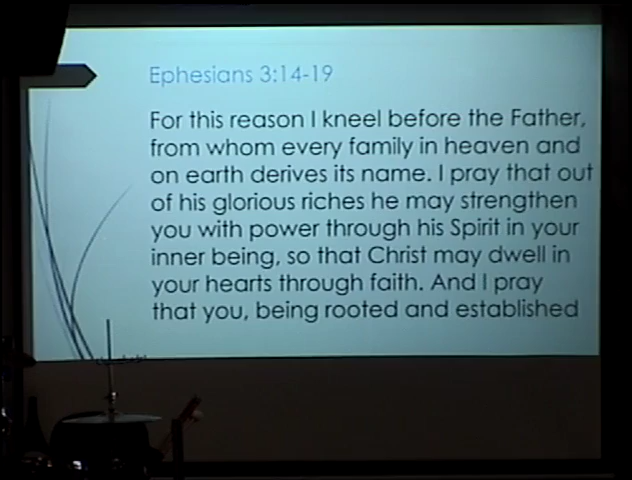 Ephesians 3:14-19
For this reason I kneel before the Father,
from whom every family in heaven and
on earth derives its name. I pray that out
of his glorious riches he may strengthen
you with power through his Spirit in your
inner being, so that Christ may dwell in
your hearts through faith. And I pray
that you, being rooted and established